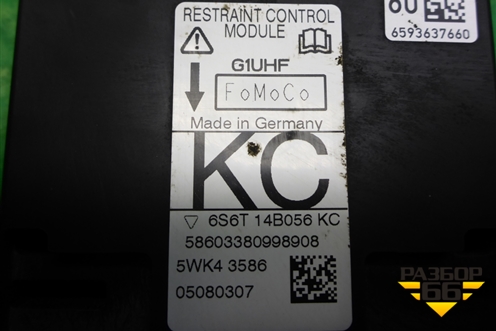 RESTRAINT CONTROL
MODULE
G1UHF
FoMoCo
Made in Germany
KC
6S6T 14B056 KC
58603380998908
5WK4 3586
05080307
6U
6593637660
РАЗБОР
66